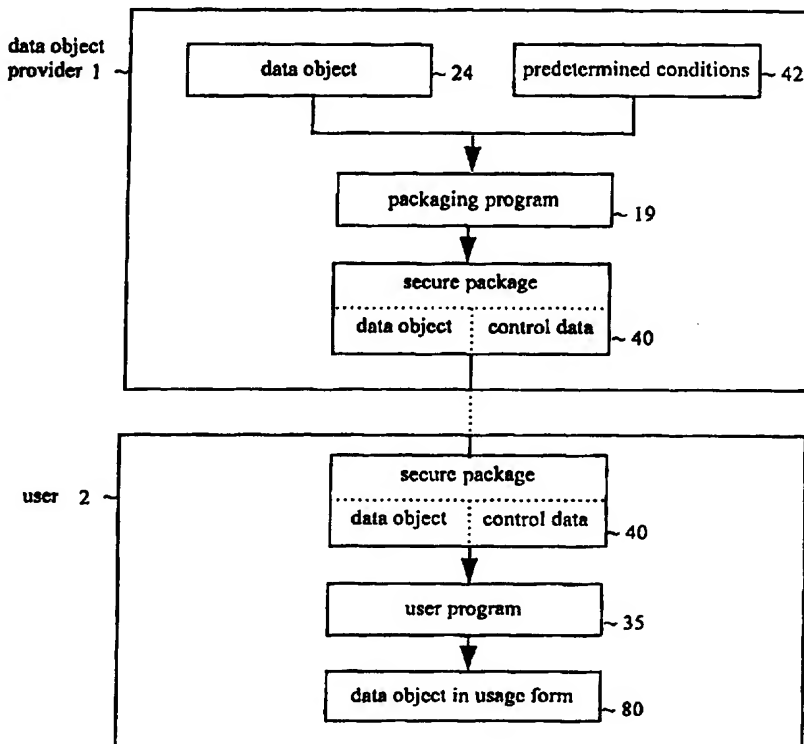 data object
provider 1
data object
24
predetermined conditions
42
packaging program
19
secure package
data object
control data
40
user 2
secure package
data object
control data
40
user program
35
data object in usage form
80